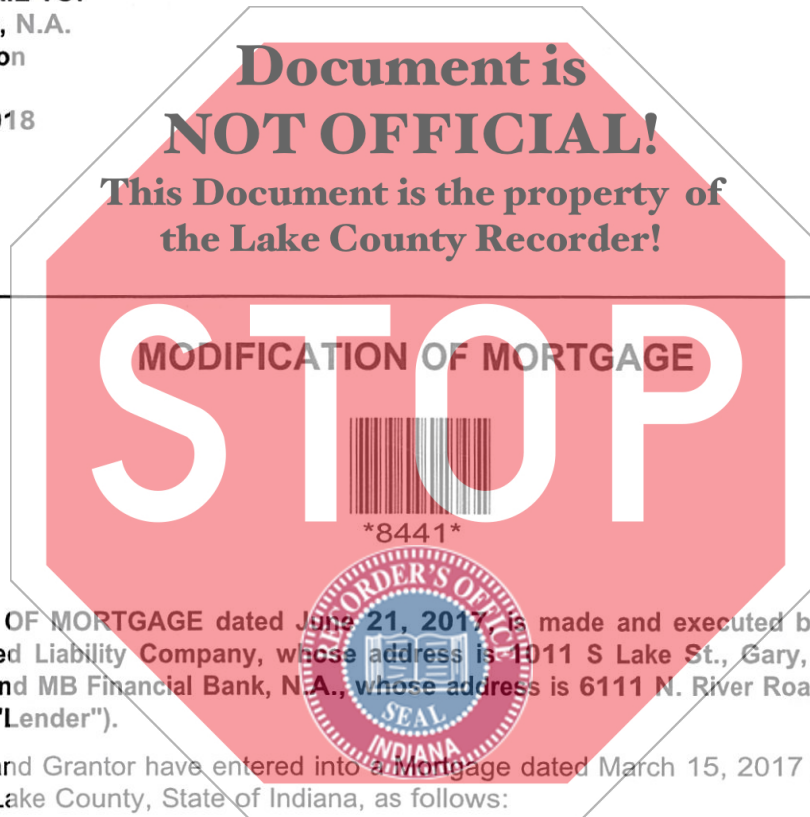 , N.A.
on
018
Document is
NOT OFFICIAL!
This Document is the property of
the Lake County Recorder!
STOP
MODIFICATION OF MORTGAGE
*8441*
RECORDER'S OFFICE
SEAL
INDIANA
OF MORTGAGE dated June 21, 2017, is made and executed b
ed Liability Company, whose address is 1011 S Lake St., Gary,
nd MB Financial Bank, N.A., whose address is 6111 N. River Roa
"Lender").
and Grantor have entered into a Mortgage dated March 15, 2017
Lake County, State of Indiana, as follows: